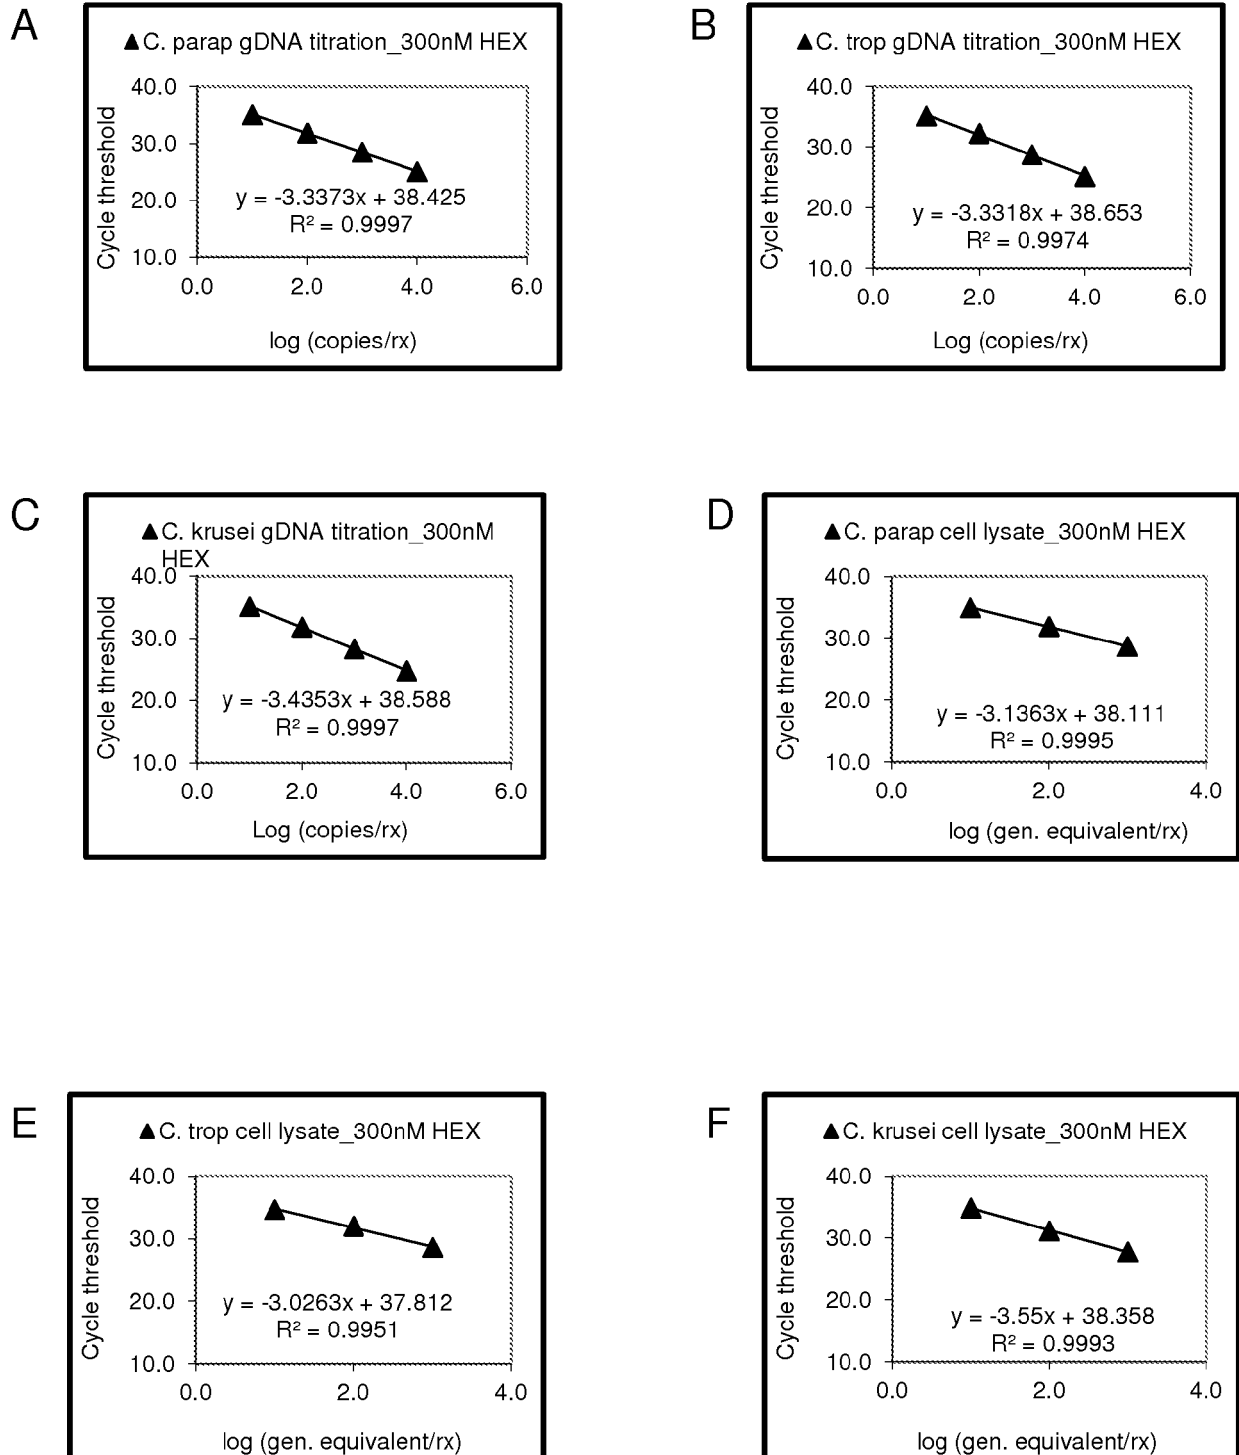 A
▲C. parap gDNA titration_300nM HEX
Cycle threshold
40.0
30.0
20.0
10.0
y = -3.3373x + 38.425
R² = 0.9997
0.0 2.0 4.0 6.0
log (copies/rx)
B
▲C. trop gDNA titration_300nM HEX
Cycle threshold
40.0
30.0
20.0
10.0
y = -3.3318x + 38.653
R² = 0.9974
0.0 2.0 4.0 6.0
Log (copies/rx)
C
▲C. krusei gDNA titration_300nM
HEX
Cycle threshold
40.0
30.0
20.0
10.0
y = -3.4353x + 38.588
R² = 0.9997
0.0 2.0 4.0 6.0
Log (copies/rx)
D
▲C. parap cell lysate_300nM HEX
Cycle threshold
40.0
30.0
20.0
10.0
y = -3.1363x + 38.111
R² = 0.9995
0.0 2.0 4.0
log (gen. equivalent/rx)
E
▲C. trop cell lysate_300nM HEX
Cycle threshold
40.0
30.0
20.0
10.0
y = -3.0263x + 37.812
R² = 0.9951
0.0 2.0 4.0
log (gen. equivalent/rx)
F
▲C. krusei cell lysate_300nM HEX
Cycle threshold
40.0
30.0
20.0
10.0
y = -3.55x + 38.358
R² = 0.9993
0.0 2.0 4.0
log (gen. equivalent/rx)